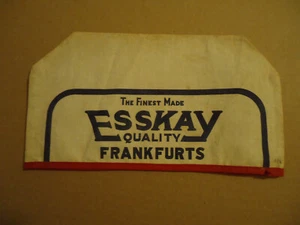 The Finest Made
ESSKAY
QUALITY
FRANKFURTS